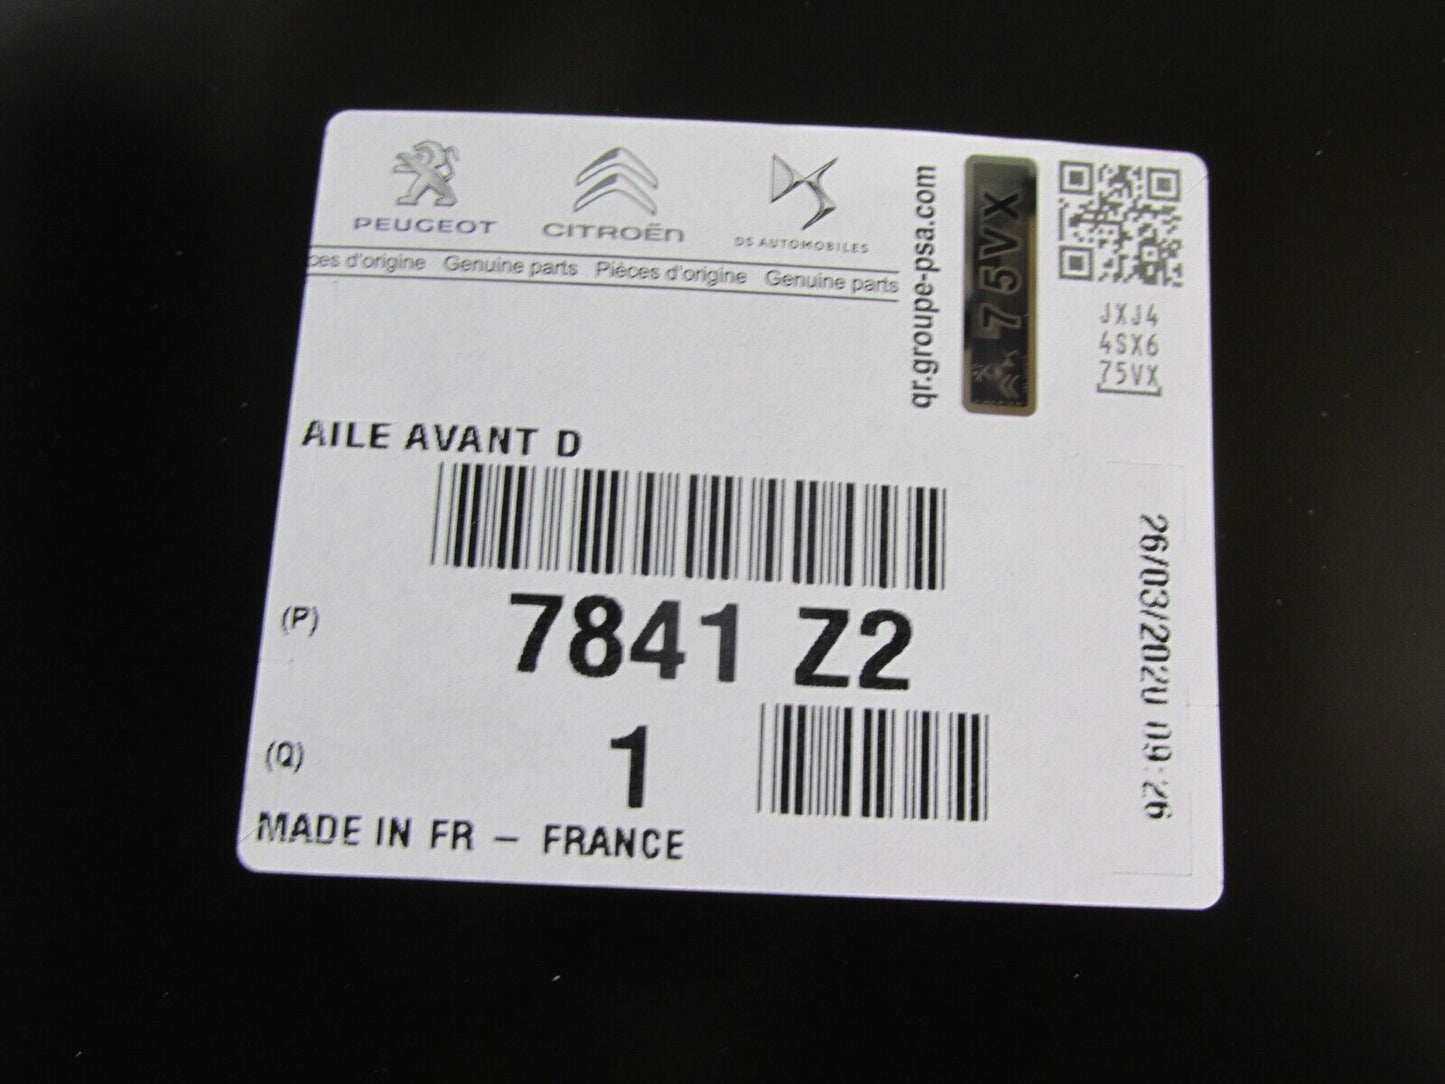 PEUGEOT
CITROËN
DS AUTOMOBILES
ces d'origine Genuine parts Pièces d'origine Genuine parts
qr.groupe-psa.com
75VX
JXJ4
4SX6
75VX
AILE AVANT D
(P) 7841 Z2
(Q) 1
MADE IN FR - FRANCE
26/03/2020 09:26